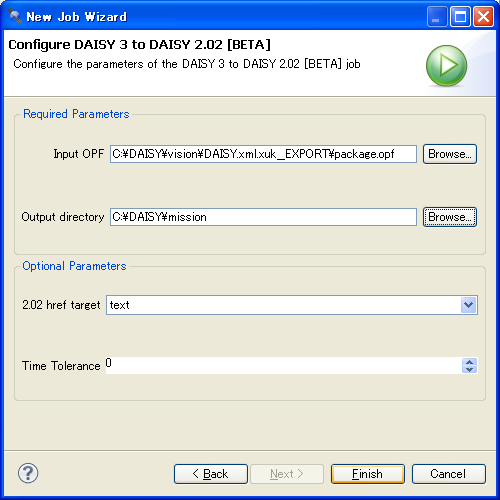 New Job Wizard
Configure DAISY 3 to DAISY 2.02 [BETA]
Configure the parameters of the DAISY 3 to DAISY 2.02 [BETA] job
Required Parameters
Input OPF C:¥DAISY¥vision¥DAISY.xml.xuk_EXPORT¥package.opf Browse...
Output directory C:¥DAISY¥mission Browse...
Optional Parameters
2.02 href target text
Time Tolerance 0
? < Back Next > Finish Cancel